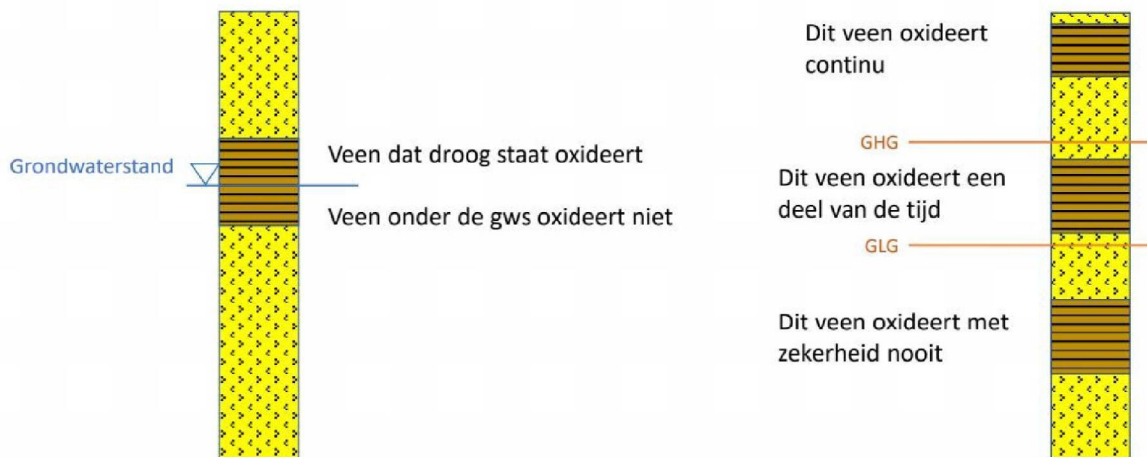 Grondwaterstand
Veen dat droog staat oxideert
Veen onder de gws oxideert niet
Dit veen oxideert
continu
GHG
Dit veen oxideert een
deel van de tijd
GLG
Dit veen oxideert met
zekerheid nooit